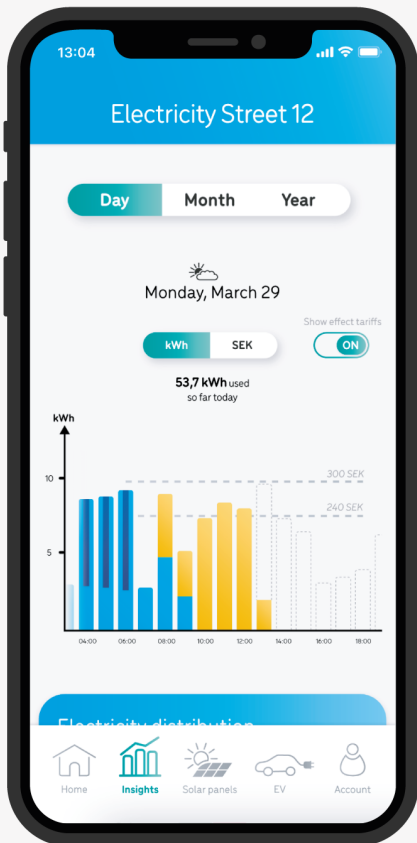 13:04
Electricity Street 12
Day Month Year
Monday, March 29
Show effect tariffs
kWh SEK ON
53,7 kWh used
so far today
kWh
300 SEK
10
240 SEK
5
04:00 06:00 08:00 10:00 12:00 14:00 16:00 18:00
Electricity distribution
Home Insights Solar panels EV Account